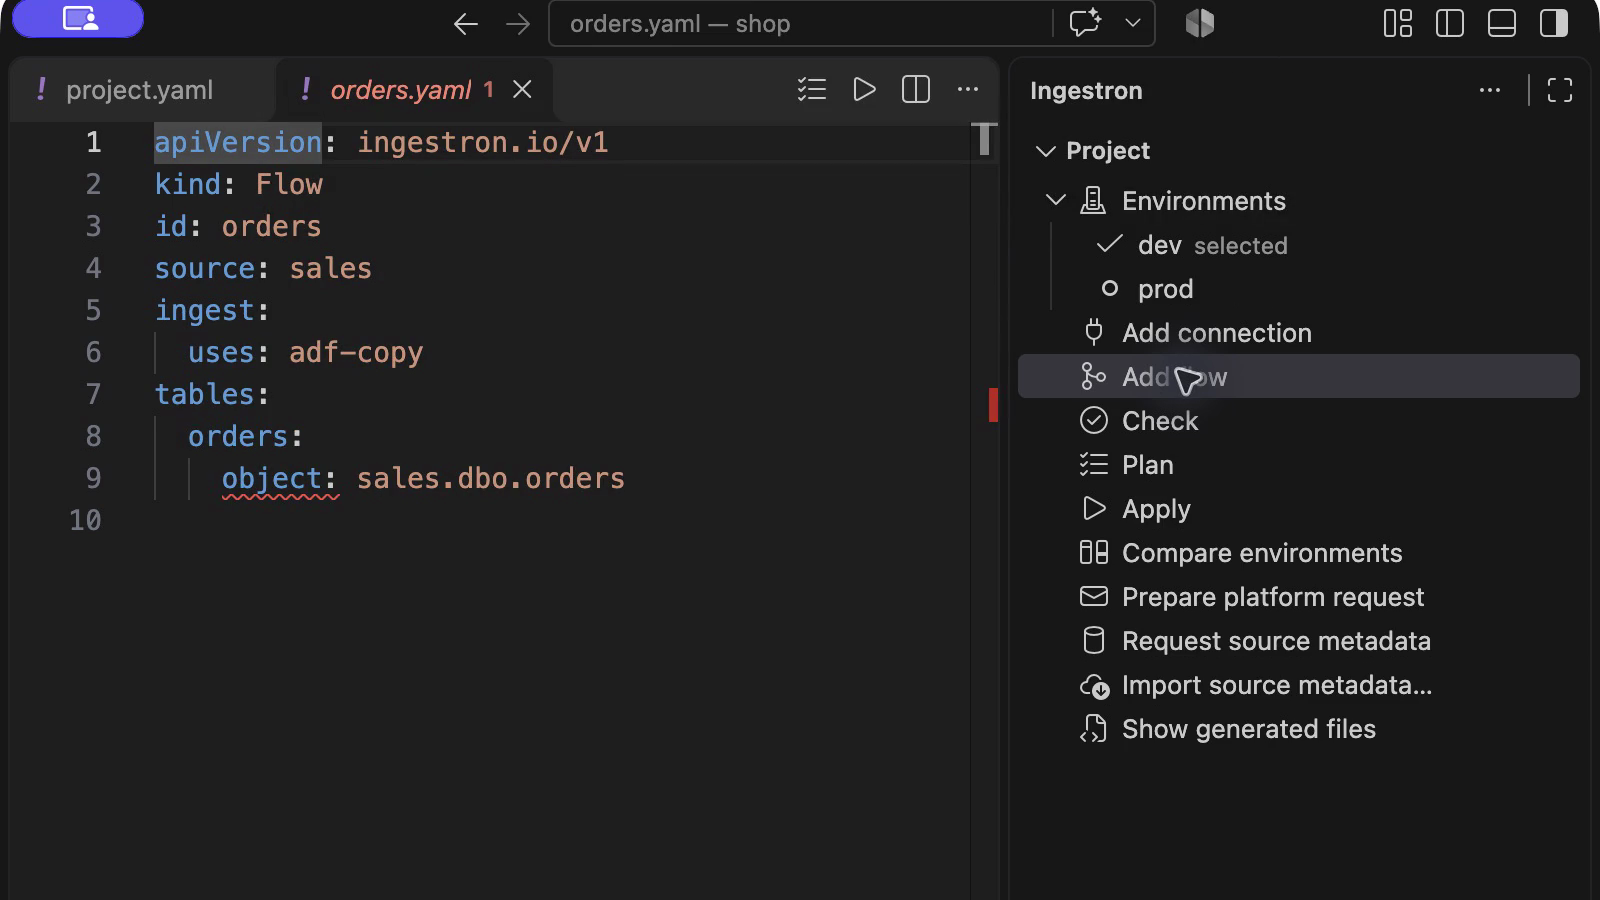 orders.yaml — shop
project.yaml
orders.yaml 1
1 apiVersion: ingestron.io/v1
2 kind: Flow
3 id: orders
4 source: sales
5 ingest:
6 uses: adf-copy
7 tables:
8 orders:
9 object: sales.dbo.orders
10
Ingestron
Project
Environments
dev selected
prod
Add connection
Add flow
Check
Plan
Apply
Compare environments
Prepare platform request
Request source metadata
Import source metadata...
Show generated files